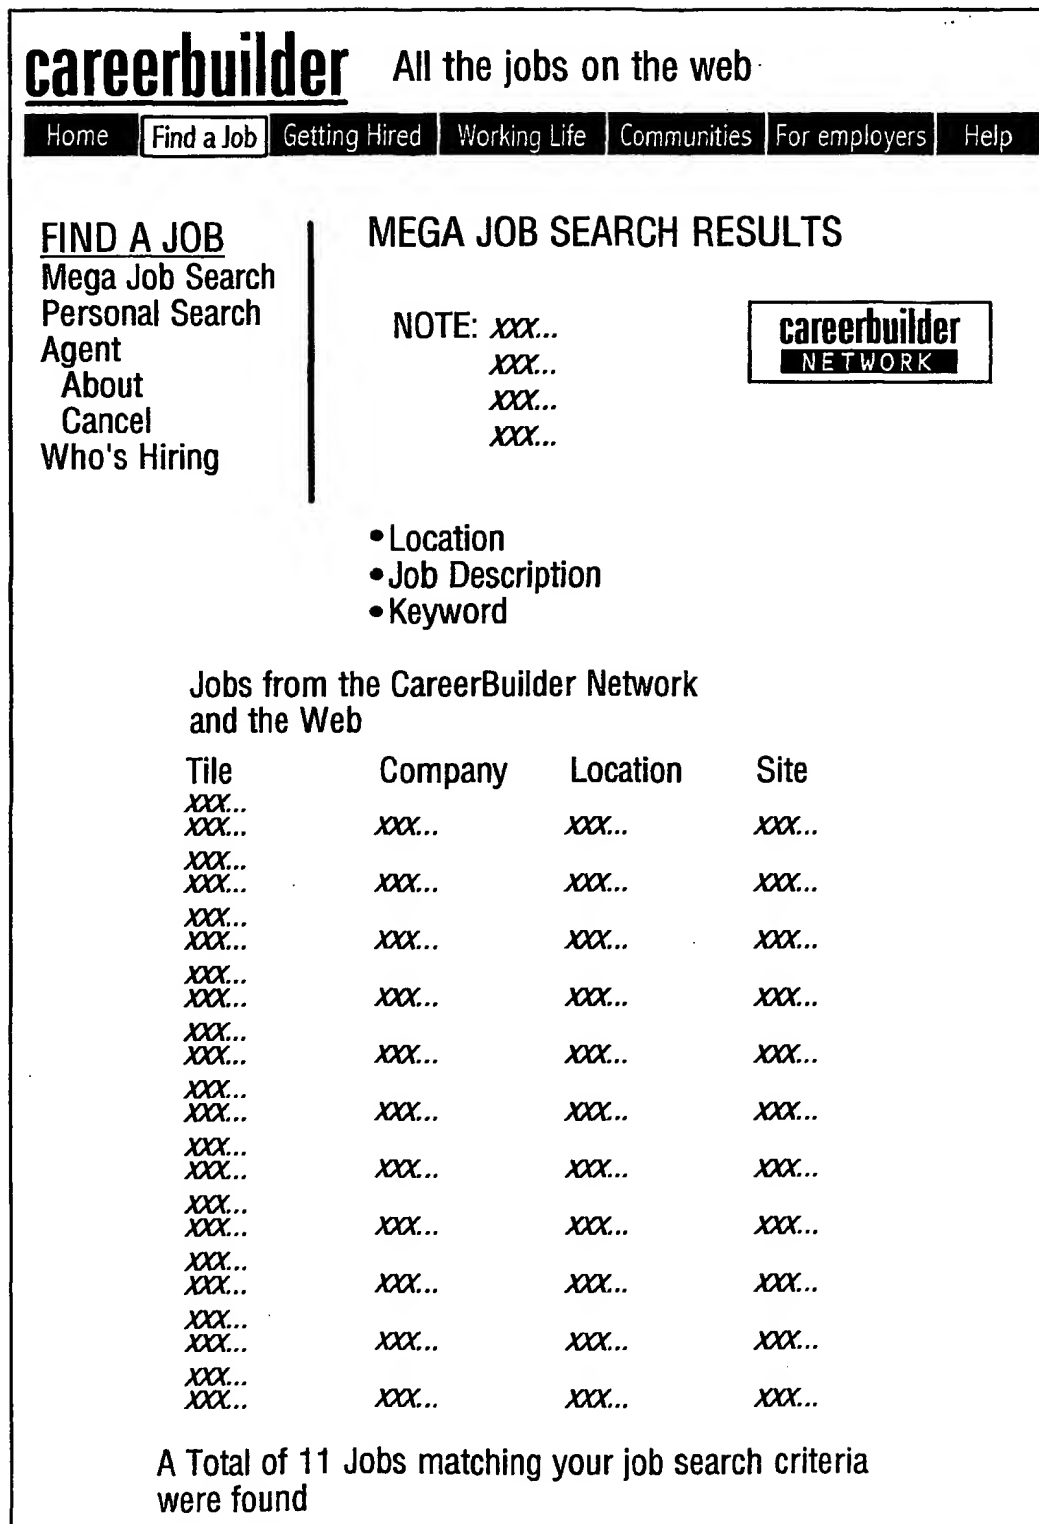 careerbuilder All the jobs on the web
Home Find a Job Getting Hired Working Life Communities For employers Help
FIND A JOB
Mega Job Search
Personal Search
Agent
About
Cancel
Who's Hiring
MEGA JOB SEARCH RESULTS
NOTE: XXX...
XXX...
XXX...
XXX...
careerbuilder
NETWORK
• Location
• Job Description
• Keyword
Jobs from the CareerBuilder Network
and the Web
Tile Company Location Site
XXX...
XXX... XXX... XXX... XXX...
XXX...
XXX... XXX... XXX... XXX...
XXX...
XXX... XXX... XXX... XXX...
XXX...
XXX... XXX... XXX... XXX...
XXX...
XXX... XXX... XXX... XXX...
XXX...
XXX... XXX... XXX... XXX...
XXX...
XXX... XXX... XXX... XXX...
XXX...
XXX... XXX... XXX... XXX...
XXX...
XXX... XXX... XXX... XXX...
XXX...
XXX... XXX... XXX... XXX...
XXX...
XXX... XXX... XXX... XXX...
A Total of 11 Jobs matching your job search criteria
were found